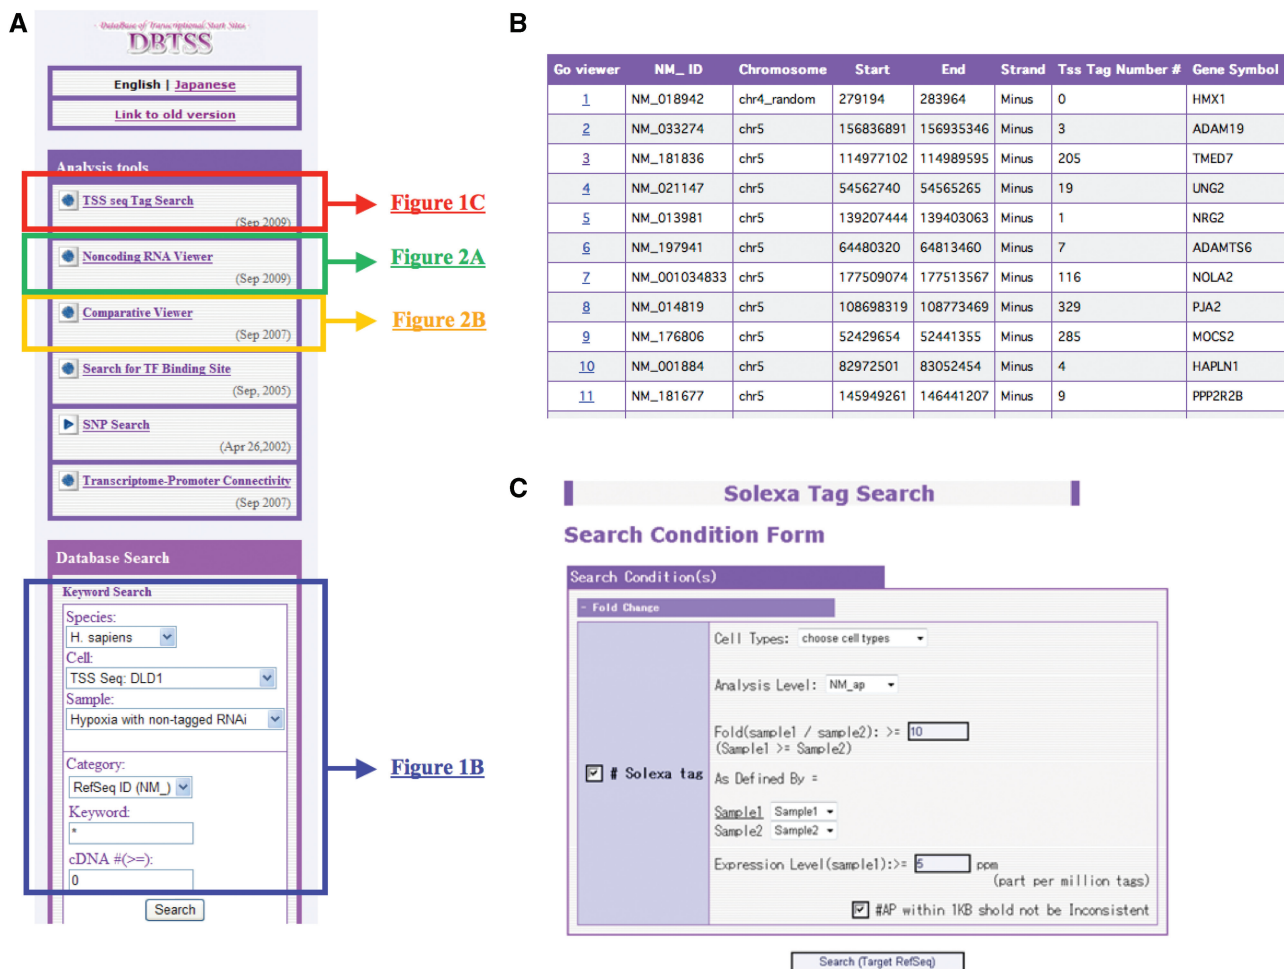 A
DataBase of Transcriptional Start Sites
DBTSS
English | Japanese
Link to old version
Analysis tools
TSS seq Tag Search
(Sep 2009)
Noncoding RNA Viewer
(Sep 2009)
Comparative Viewer
(Sep 2007)
Search for TF Binding Site
(Sep, 2005)
SNP Search
(Apr 26,2002)
Transcriptome-Promoter Connectivity
(Sep 2007)
Figure 1C
Figure 2A
Figure 2B
Database Search
Keyword Search
Species:
H. sapiens
Cell:
TSS Seq: DLD1
Sample:
Hypoxia with non-tagged RNAi
Category:
RefSeq ID (NM_)
Keyword:
*
cDNA #(>=):
0
Search
Figure 1B
B
Go viewer NM_ ID Chromosome Start End Strand Tss Tag Number # Gene Symbol
1 NM_018942 chr4_random 279194 283964 Minus 0 HMX1
2 NM_033274 chr5 156836891 156935346 Minus 3 ADAM19
3 NM_181836 chr5 114977102 114989595 Minus 205 TMED7
4 NM_021147 chr5 54562740 54565265 Minus 19 UNG2
5 NM_013981 chr5 139207444 139403063 Minus 1 NRG2
6 NM_197941 chr5 64480320 64813460 Minus 7 ADAMTS6
7 NM_001034833 chr5 177509074 177513567 Minus 116 NOLA2
8 NM_014819 chr5 108698319 108773469 Minus 329 PJA2
9 NM_176806 chr5 52429654 52441355 Minus 285 MOCS2
10 NM_001884 chr5 82972501 83052454 Minus 4 HAPLN1
11 NM_181677 chr5 145949261 146441207 Minus 9 PPP2R2B
C
Solexa Tag Search
Search Condition Form
Search Condition(s)
- Fold Change
# Solexa tag
Cell Types: choose cell types
Analysis Level: NM_ap
Fold(sample1 / sample2): >= 10
(Sample1 >= Sample2)
As Defined By =
Sample1 Sample1
Sample2 Sample2
Expression Level(sample1):>= 5 ppm
(part per million tags)
#AP within 1KB shold not be Inconsistent
Search (Target RefSeq)